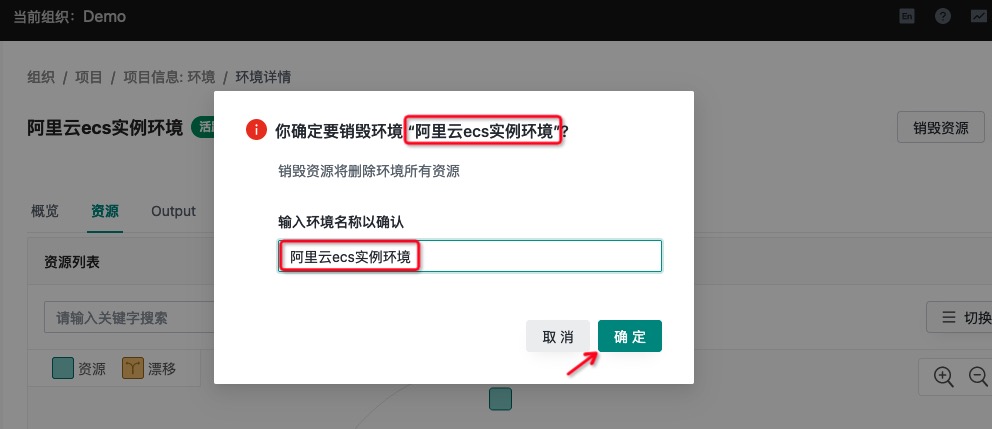 当前组织：Demo
En
组织 / 项目 / 项目信息: 环境 / 环境详情
阿里云ecs实例环境
销毁资源
你确定要销毁环境 “阿里云ecs实例环境”?
销毁资源将删除环境所有资源
概览 资源 Output
输入环境名称以确认
阿里云ecs实例环境
资源列表
请输入关键字搜索
切换
取 消 确 定
资源 漂移